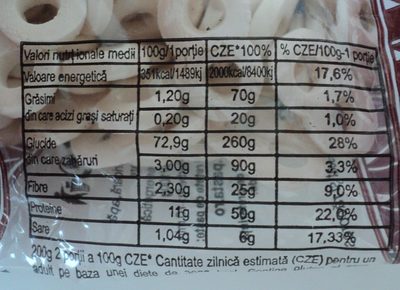 Valori nutriționale medii 100g/1porție CZE*100% % CZE/100g-1 porție
Valoare energetică 351kcal/1489kj 2000kcal/8400kj 17,6%
Grăsimi 1,20g 70g 1,7%
din care acizi grași saturați 0,20g 20g 1,0%
Glucide 72,9g 260g 28%
din care zaharuri 3,00g 90g 3,3%
Fibre 2,30g 25g 9,0%
Proteine 11g 50g 22,0%
Sare 1,04g 6g 17,33%
200g 2 porții a 100g CZE* Cantitate zilnică estimată (CZE) pentru un
adult pe baza unei diete de